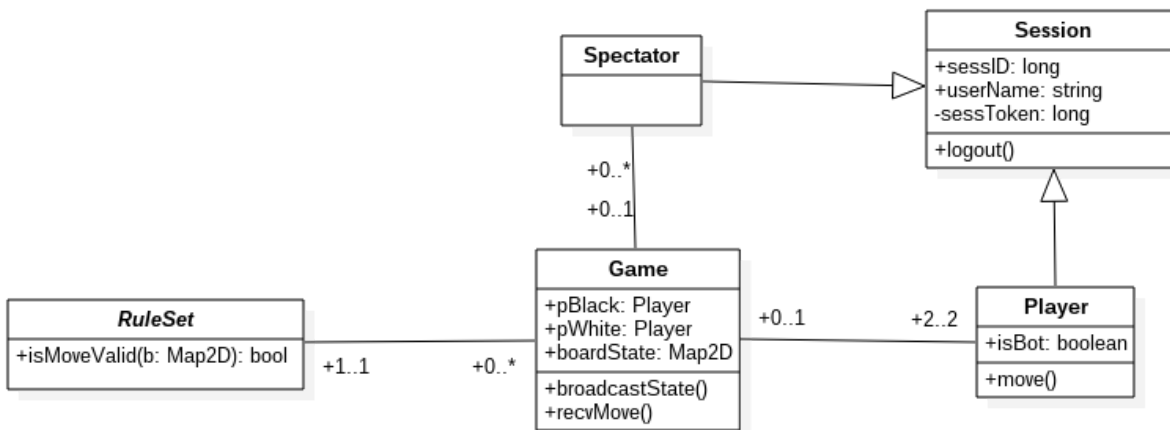 Session
+sessID: long
+userName: string
-sessToken: long
+logout()
Spectator
+0..*
+0..1
Game
+pBlack: Player
+pWhite: Player
+boardState: Map2D
+broadcastState()
+recvMove()
RuleSet
+isMoveValid(b: Map2D): bool
+1..1
+0..*
+0..1
+2..2
Player
+isBot: boolean
+move()